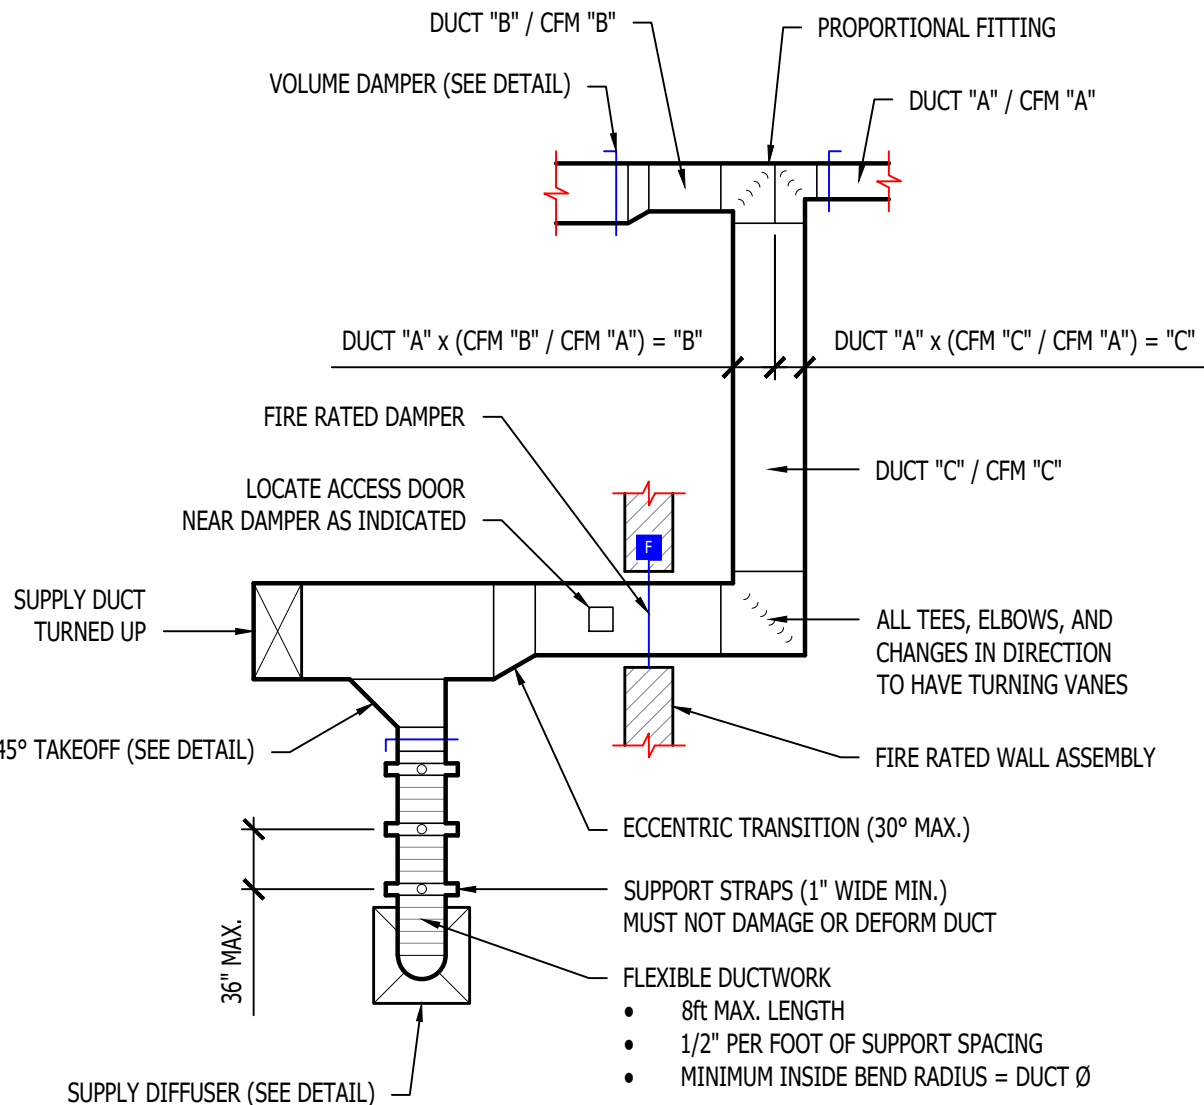 DUCT "B" / CFM "B"
PROPORTIONAL FITTING
VOLUME DAMPER (SEE DETAIL)
DUCT "A" / CFM "A"
DUCT "A" x (CFM "B" / CFM "A") = "B"
DUCT "A" x (CFM "C" / CFM "A") = "C"
FIRE RATED DAMPER
DUCT "C" / CFM "C"
LOCATE ACCESS DOOR
NEAR DAMPER AS INDICATED
F
SUPPLY DUCT
TURNED UP
ALL TEES, ELBOWS, AND
CHANGES IN DIRECTION
TO HAVE TURNING VANES
45° TAKEOFF (SEE DETAIL)
FIRE RATED WALL ASSEMBLY
ECCENTRIC TRANSITION (30° MAX.)
SUPPORT STRAPS (1" WIDE MIN.)
MUST NOT DAMAGE OR DEFORM DUCT
36" MAX.
FLEXIBLE DUCTWORK
• 8ft MAX. LENGTH
• 1/2" PER FOOT OF SUPPORT SPACING
• MINIMUM INSIDE BEND RADIUS = DUCT Ø
SUPPLY DIFFUSER (SEE DETAIL)